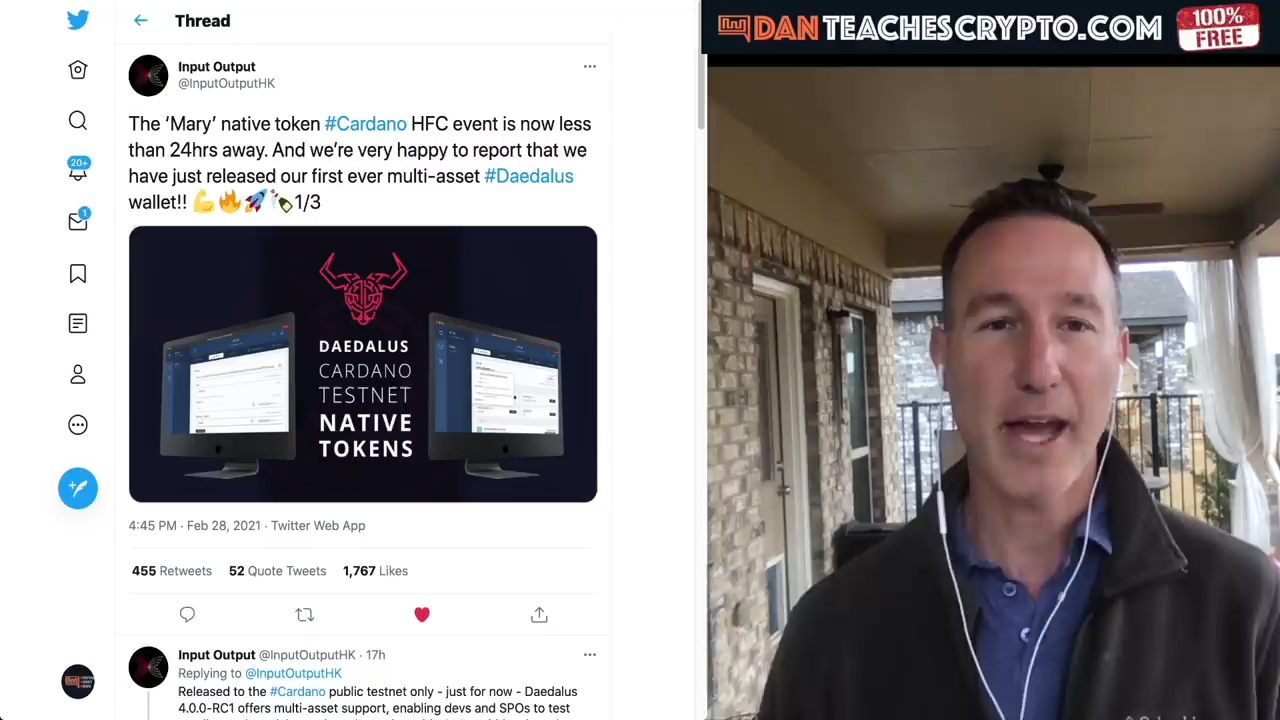 Thread
Input Output
@InputOutputHK
The ‘Mary’ native token #Cardano HFC event is now less
than 24hrs away. And we’re very happy to report that we
have just released our first ever multi-asset #Daedalus
wallet!! 💪🔥🚀🍾1/3
DAEDALUS
CARDANO
TESTNET
NATIVE
TOKENS
4:45 PM · Feb 28, 2021 · Twitter Web App
455 Retweets 52 Quote Tweets 1,767 Likes
Input Output @InputOutputHK · 17h
Replying to @InputOutputHK
Released to the #Cardano public testnet only - just for now - Daedalus
4.0.0-RC1 offers multi-asset support, enabling devs and SPOs to test
20+
1
DANTEACHESCRYPTO.COM
100%
FREE